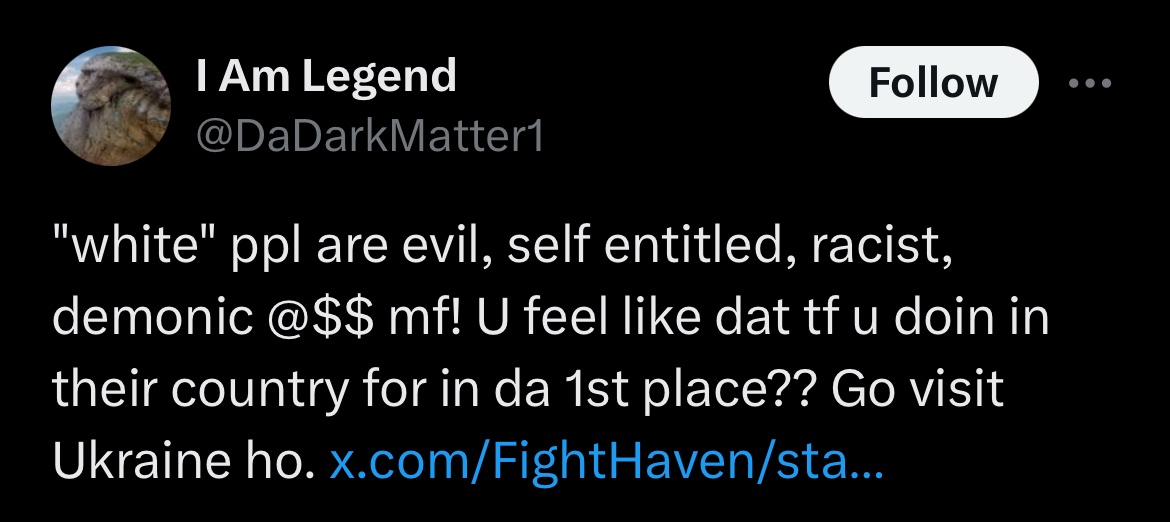 I Am Legend
@DaDarkMatter1
Follow
"white" ppl are evil, self entitled, racist,
demonic @$$ mf! U feel like dat tf u doin in
their country for in da 1st place?? Go visit
Ukraine ho. x.com/FightHaven/sta…